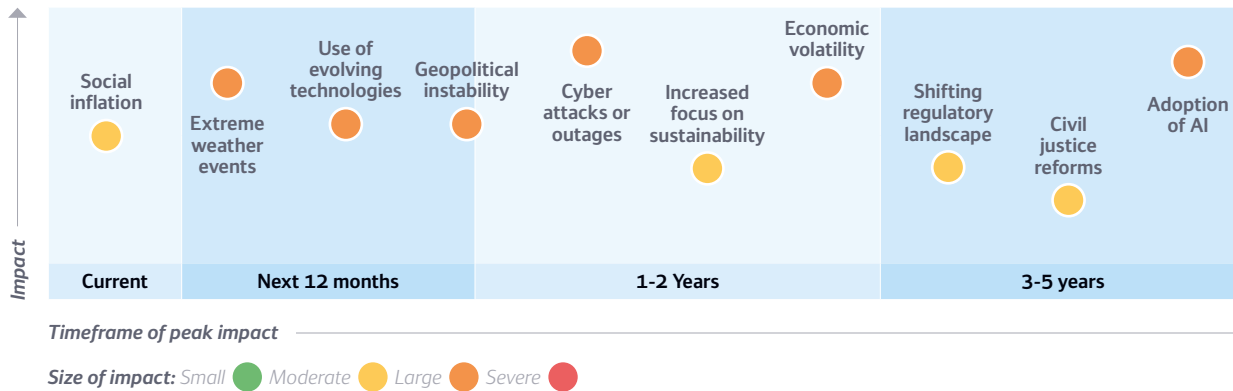 Impact
Social
inflation
Extreme
weather
events
Use of
evolving
technologies
Geopolitical
instability
Cyber
attacks or
outages
Increased
focus on
sustainability
Economic
volatility
Shifting
regulatory
landscape
Civil
justice
reforms
Adoption
of AI
Current
Next 12 months
1-2 Years
3-5 years
Timeframe of peak impact
Size of impact: Small Moderate Large Severe